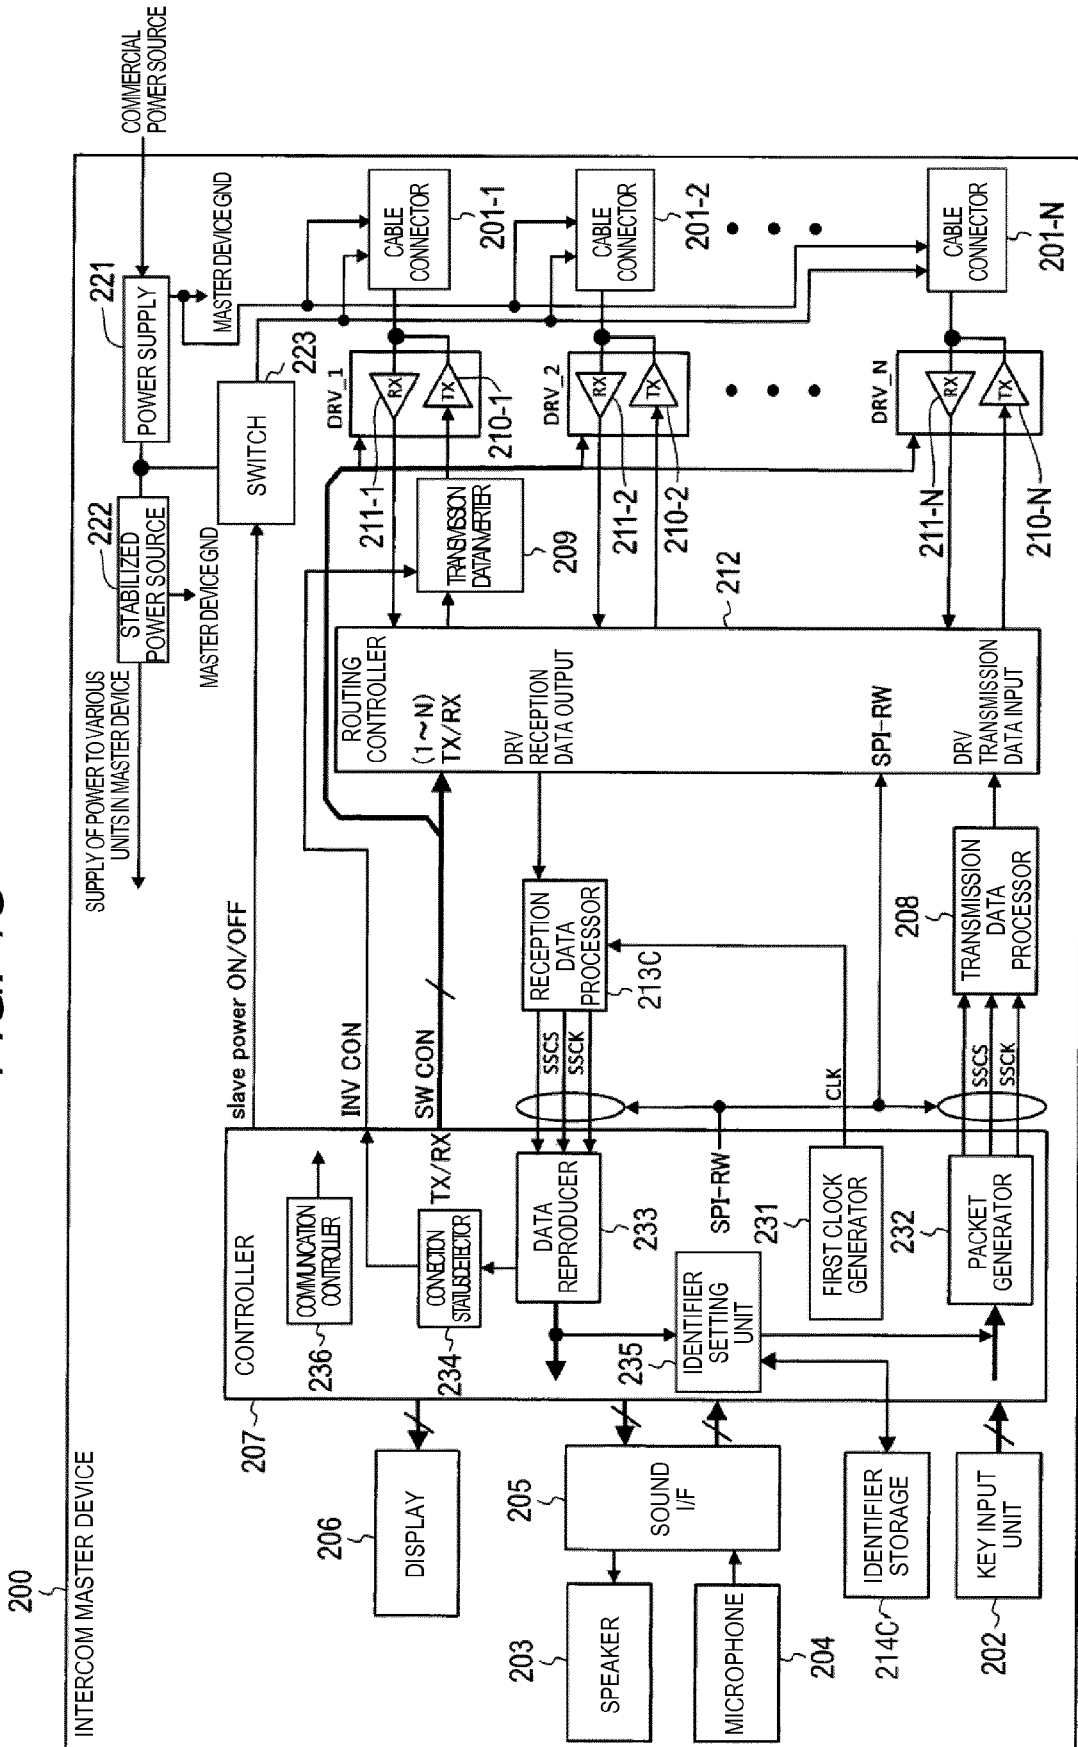 200
INTERCOM MASTER DEVICE
COMMERCIAL
POWER SOURCE
221
POWER SUPPLY
MASTER DEVICE GND
222
STABILIZED
POWER SOURCE
MASTER DEVICE GND
SUPPLY OF POWER TO VARIOUS
UNITS IN MASTER DEVICE
223
SWITCH
slave power ON/OFF
INV CON
SW CON
TX/RX
207
CONTROLLER
236
COMMUNICATION
CONTROLLER
234
CONNECTION
STATUS DETECTOR
DATA
REPRODUCER
233
235
IDENTIFIER
SETTING
UNIT
SPI-RW
231
FIRST CLOCK
GENERATOR
232
PACKET
GENERATOR
SSCS
SSCK
CLK
SSCS
SSCK
RECEPTION
DATA
PROCESSOR
213C
208
TRANSMISSION
DATA
PROCESSOR
ROUTING
CONTROLLER
(1~N)
TX/RX
DRV
RECEPTION
DATA OUTPUT
SPI-RW
DRV
TRANSMISSION
DATA INPUT
212
TRANSMISSION
DATA INVERTER
209
DRV_1
RX
TX
211-1
210-1
DRV_2
RX
TX
211-2
210-2
DRV_N
RX
TX
211-N
210-N
CABLE
CONNECTOR
201-1
CABLE
CONNECTOR
201-2
CABLE
CONNECTOR
201-N
206
DISPLAY
205
SOUND
I/F
203
SPEAKER
MICROPHONE
204
IDENTIFIER
STORAGE
214C
KEY INPUT
UNIT
202